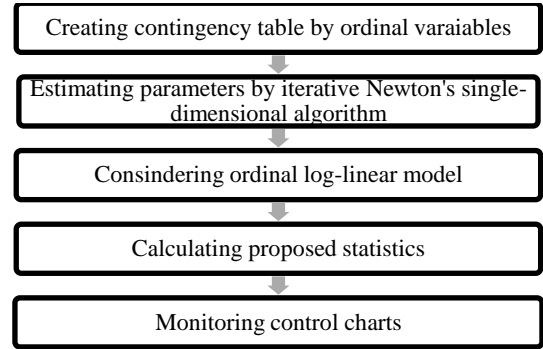 Creating contingency table by ordinal varaiables
Estimating parameters by iterative Newton's single-
dimensional algorithm
Consindering ordinal log-linear model
Calculating proposed statistics
Monitoring control charts